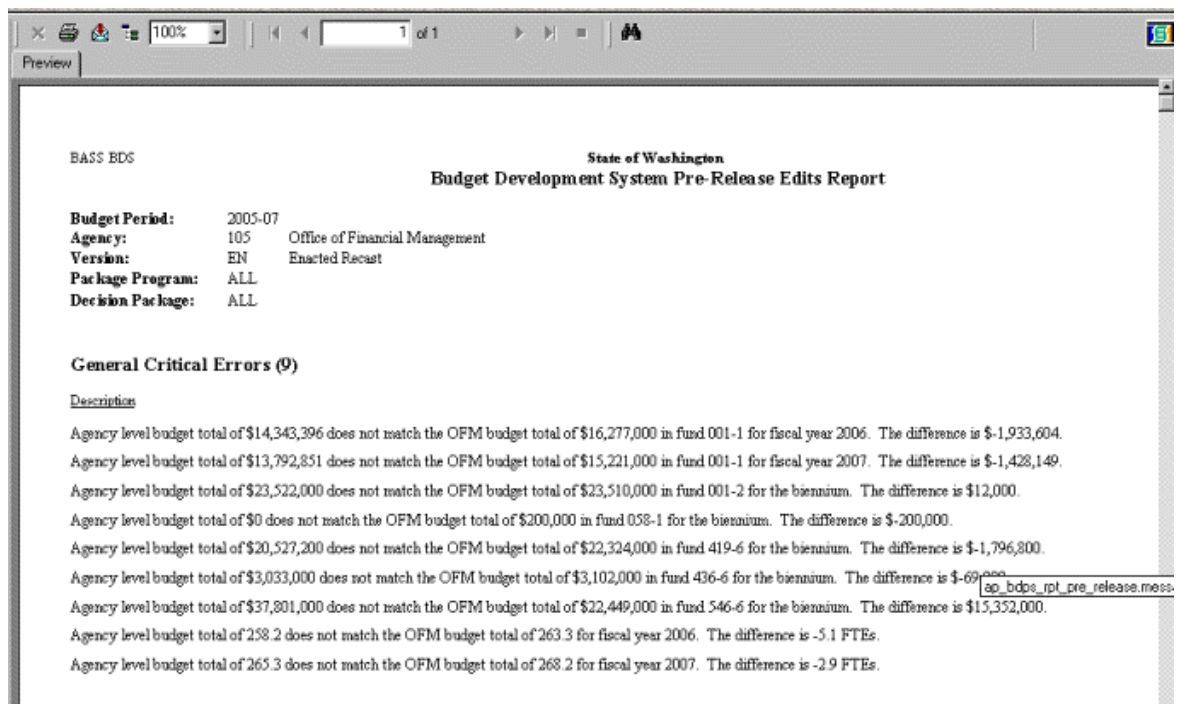 100%
1 of 1
Preview
BASS BDS
State of Washington
Budget Development System Pre-Release Edits Report
Budget Period: 2005-07
Agency: 105 Office of Financial Management
Version: EN Enacted Recast
Package Program: ALL
Decision Package: ALL
General Critical Errors (9)
Description
Agency level budget total of $14,343,396 does not match the OFM budget total of $16,277,000 in fund 001-1 for fiscal year 2006. The difference is $-1,933,604.
Agency level budget total of $13,792,851 does not match the OFM budget total of $15,221,000 in fund 001-1 for fiscal year 2007. The difference is $-1,428,149.
Agency level budget total of $23,522,000 does not match the OFM budget total of $23,510,000 in fund 001-2 for the biennium. The difference is $12,000.
Agency level budget total of $0 does not match the OFM budget total of $200,000 in fund 058-1 for the biennium. The difference is $-200,000.
Agency level budget total of $20,527,200 does not match the OFM budget total of $22,324,000 in fund 419-6 for the biennium. The difference is $-1,796,800.
Agency level budget total of $3,033,000 does not match the OFM budget total of $3,102,000 in fund 436-6 for the biennium. The difference is
ap_bdps_rpt_pre_release.mess
Agency level budget total of $37,801,000 does not match the OFM budget total of $22,449,000 in fund 546-6 for the biennium. The difference is $15,352,000.
Agency level budget total of 258.2 does not match the OFM budget total of 263.3 for fiscal year 2006. The difference is -5.1 FTEs.
Agency level budget total of 265.3 does not match the OFM budget total of 268.2 for fiscal year 2007. The difference is -2.9 FTEs.